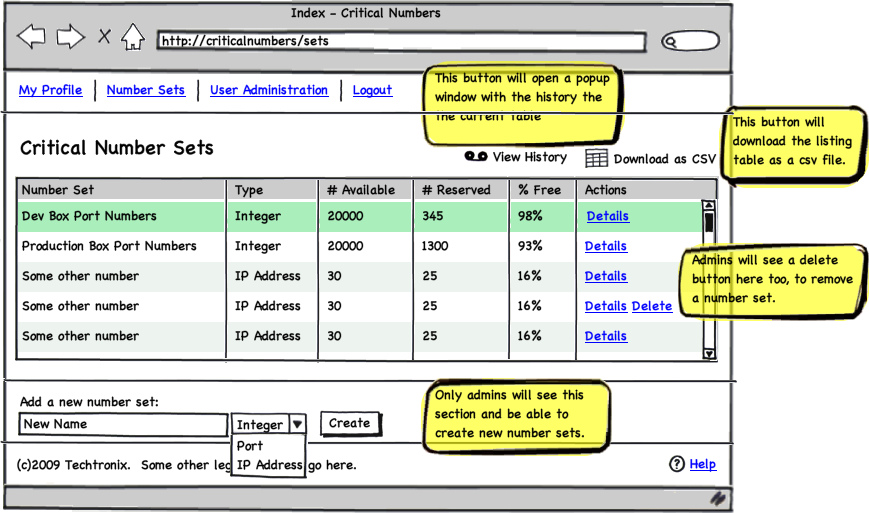 Index - Critical Numbers
http://criticalnumbers/sets
My Profile Number Sets User Administration Logout
This button will open a popup
window with the history the
the current table
This button will
download the listing
table as a csv file.
Critical Number Sets
View History Download as CSV
Number Set Type # Available # Reserved % Free Actions
Dev Box Port Numbers Integer 20000 345 98% Details
Production Box Port Numbers Integer 20000 1300 93% Details
Some other number IP Address 30 25 16% Details
Some other number IP Address 30 25 16% Details Delete
Some other number IP Address 30 25 16% Details
Admins will see a delete
button here too, to remove
a number set.
Add a new number set:
New Name Integer Create
Port
IP Address
Only admins will see this
section and be able to
create new number sets.
(c)2009 Techtronix. Some other leg go here.
? Help